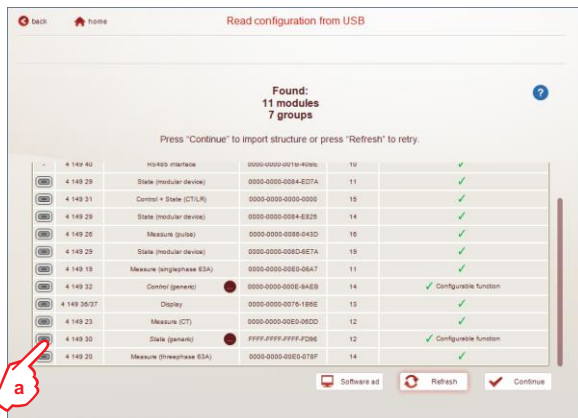 back home Read configuration from USB
Found:
11 modules
7 groups
Press "Continue" to import structure or press "Refresh" to retry.
4 149 40 RS485 Interface 0000-0000-001B-409E 10
4 149 29 State (modular device) 0000-0000-0084-ED7A 11
4 149 31 Control + State (CT/LR) 0000-0000-0000-0000 15
4 149 29 State (modular device) 0000-0000-0084-E826 14
4 149 26 Measure (pulse) 0000-0000-0086-043D 16
4 149 29 State (modular device) 0000-0000-008D-6E7A 19
4 149 19 Measure (singlephase 63A) 0000-0000-00E0-06A7 11
4 149 32 Control (generic) 0000-0000-000E-9AEB 14 Configurable function
4 149 36/37 Display 0000-0000-0076-1B6E 13
4 149 23 Measure (CT) 0000-0000-00E0-06DD 12
4 149 30 State (generic) FFFF-FFFF-FFFF-FD96 12 Configurable function
4 149 20 Measure (threephase 63A) 0000-0000-00E0-078F 14
Software ad Refresh Continue
a